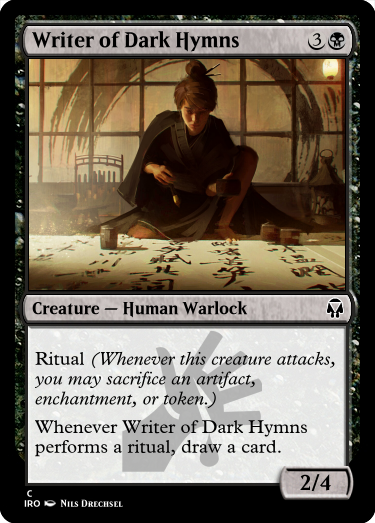 Writer of Dark Hymns 3
Creature — Human Warlock
Ritual (Whenever this creature attacks,
you may sacrifice an artifact,
enchantment, or token.)
Whenever Writer of Dark Hymns
performs a ritual, draw a card.
2/4
C
IRO Nils Drechsel